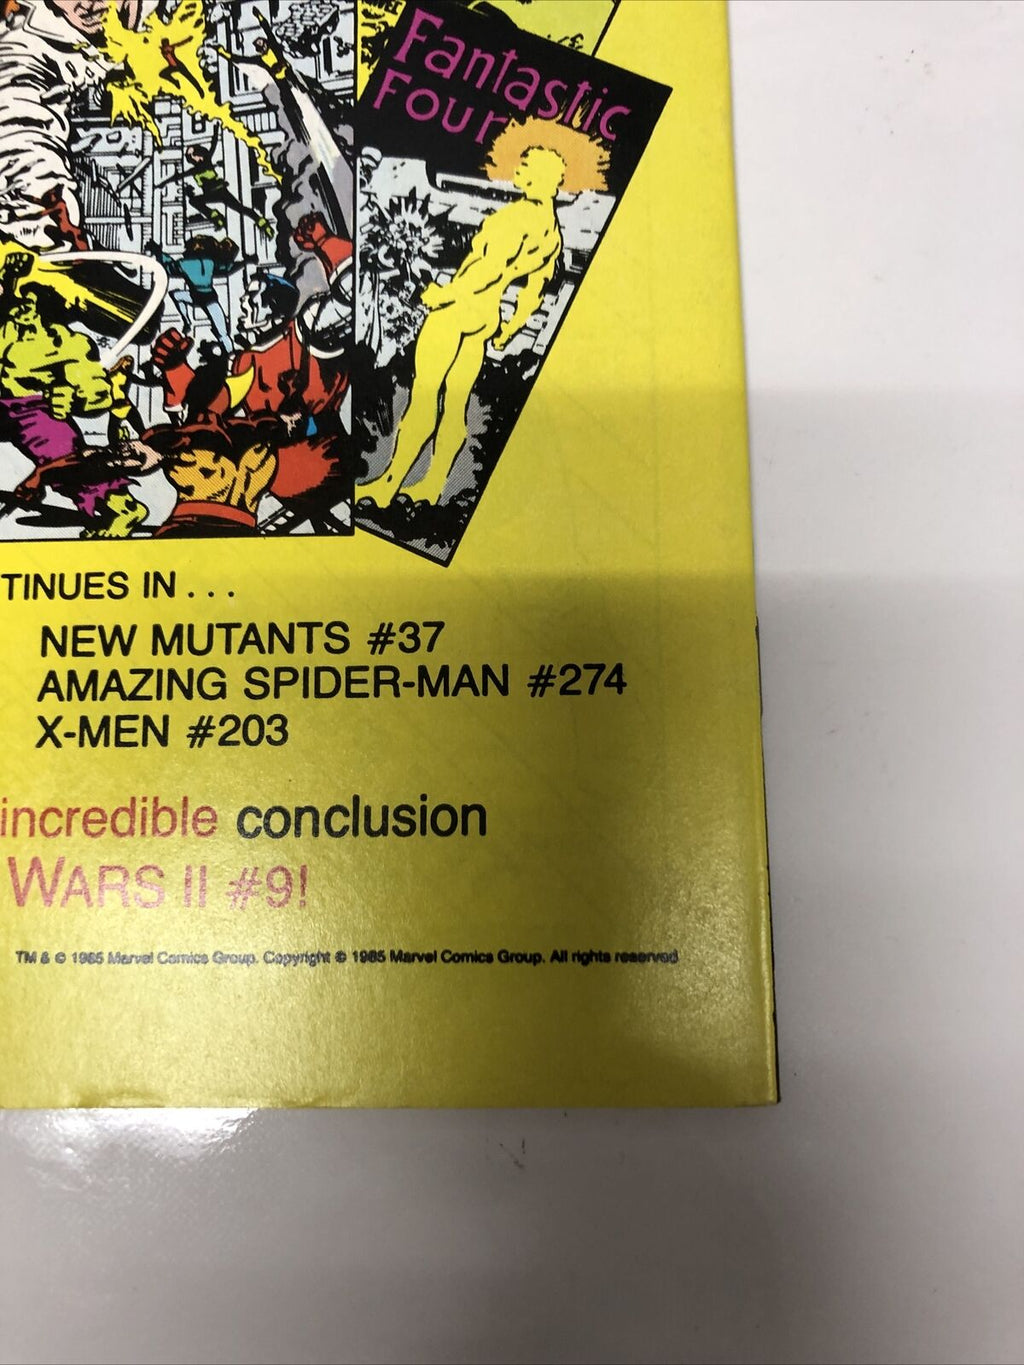 Fantastic
Four
TINUES IN . . .
NEW MUTANTS #37
AMAZING SPIDER-MAN #274
X-MEN #203
incredible conclusion
WARS II #9!
TM & © 1985 Marvel Comics Group. Copyright © 1985 Marvel Comics Group. All rights reserved